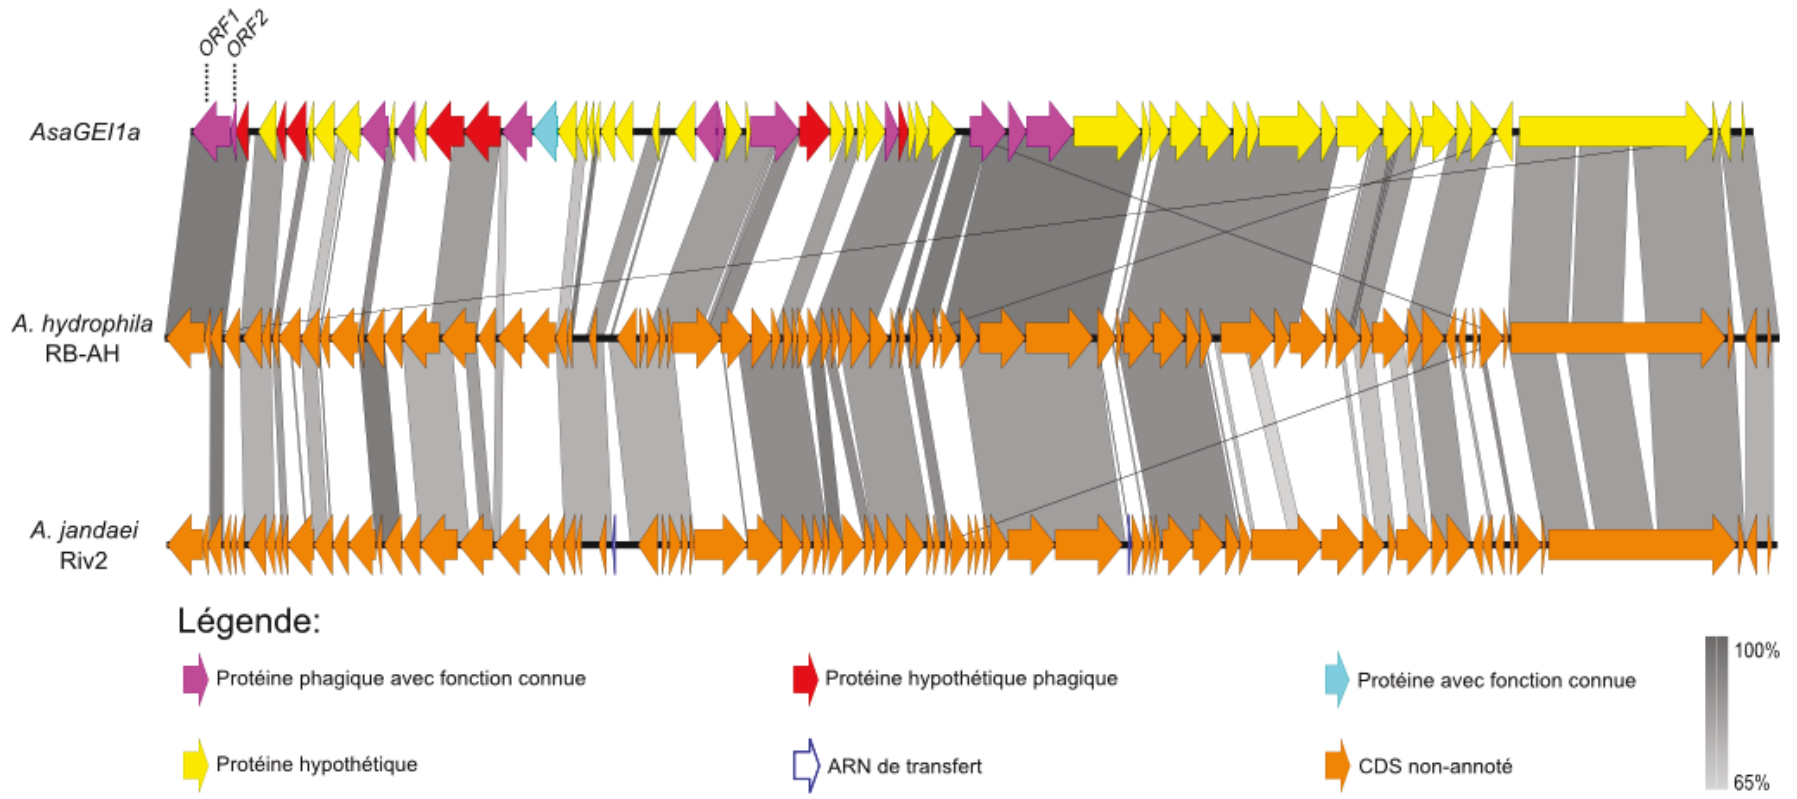 ORF1
ORF2
AsaGEI1a
A. hydrophila
RB-AH
A. jandaei
Riv2
Légende:
Protéine phagique avec fonction connue
Protéine hypothétique phagique
Protéine avec fonction connue
Protéine hypothétique
ARN de transfert
CDS non-annoté
100%
65%